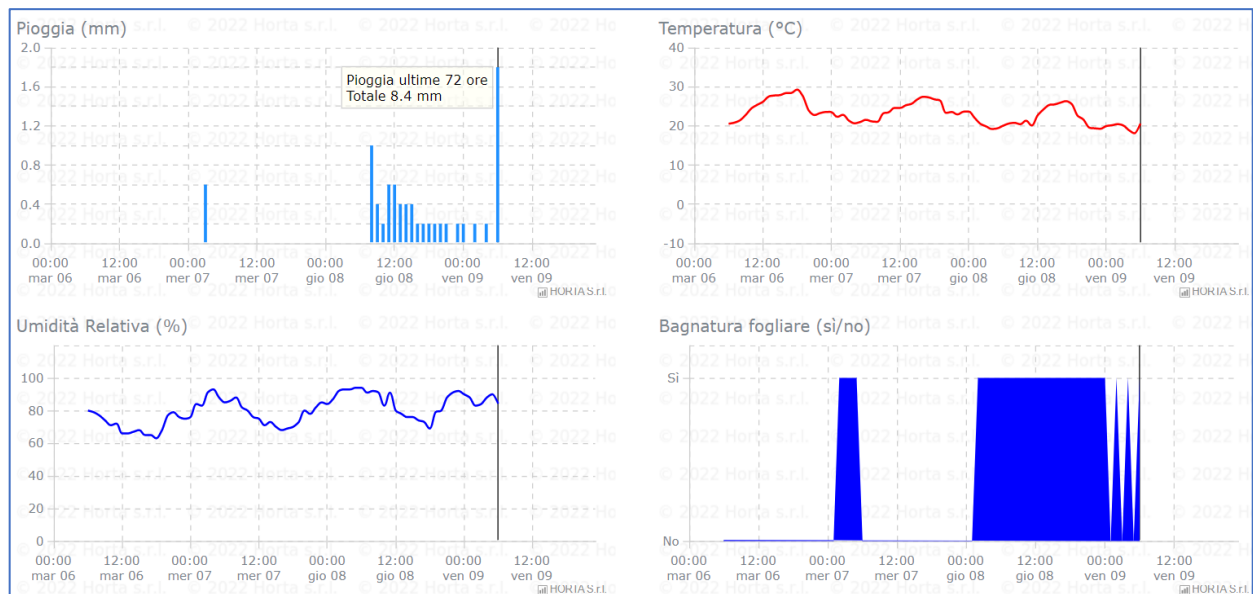 Pioggia (mm)
2.0
1.6
1.2
0.8
0.4
0.0
Pioggia ultime 72 ore
Totale 8.4 mm
00:00 12:00 00:00 12:00 00:00 12:00 00:00 12:00
mar 06 mar 06 mer 07 mer 07 gio 08 gio 08 ven 09 ven 09
HORTA S.r.l.
Temperatura (°C)
40
30
20
10
0
-10
00:00 12:00 00:00 12:00 00:00 12:00 00:00 12:00
mar 06 mar 06 mer 07 mer 07 gio 08 gio 08 ven 09 ven 09
HORTA S.r.l.
Umidità Relativa (%)
100
80
60
40
20
0
00:00 12:00 00:00 12:00 00:00 12:00 00:00 12:00
mar 06 mar 06 mer 07 mer 07 gio 08 gio 08 ven 09 ven 09
HORTA S.r.l.
Bagnatura fogliare (sì/no)
Si
No
00:00 12:00 00:00 12:00 00:00 12:00 00:00 12:00
mar 06 mar 06 mer 07 mer 07 gio 08 gio 08 ven 09 ven 09
HORTA S.r.l.
© 2022 Horta s.r.l.